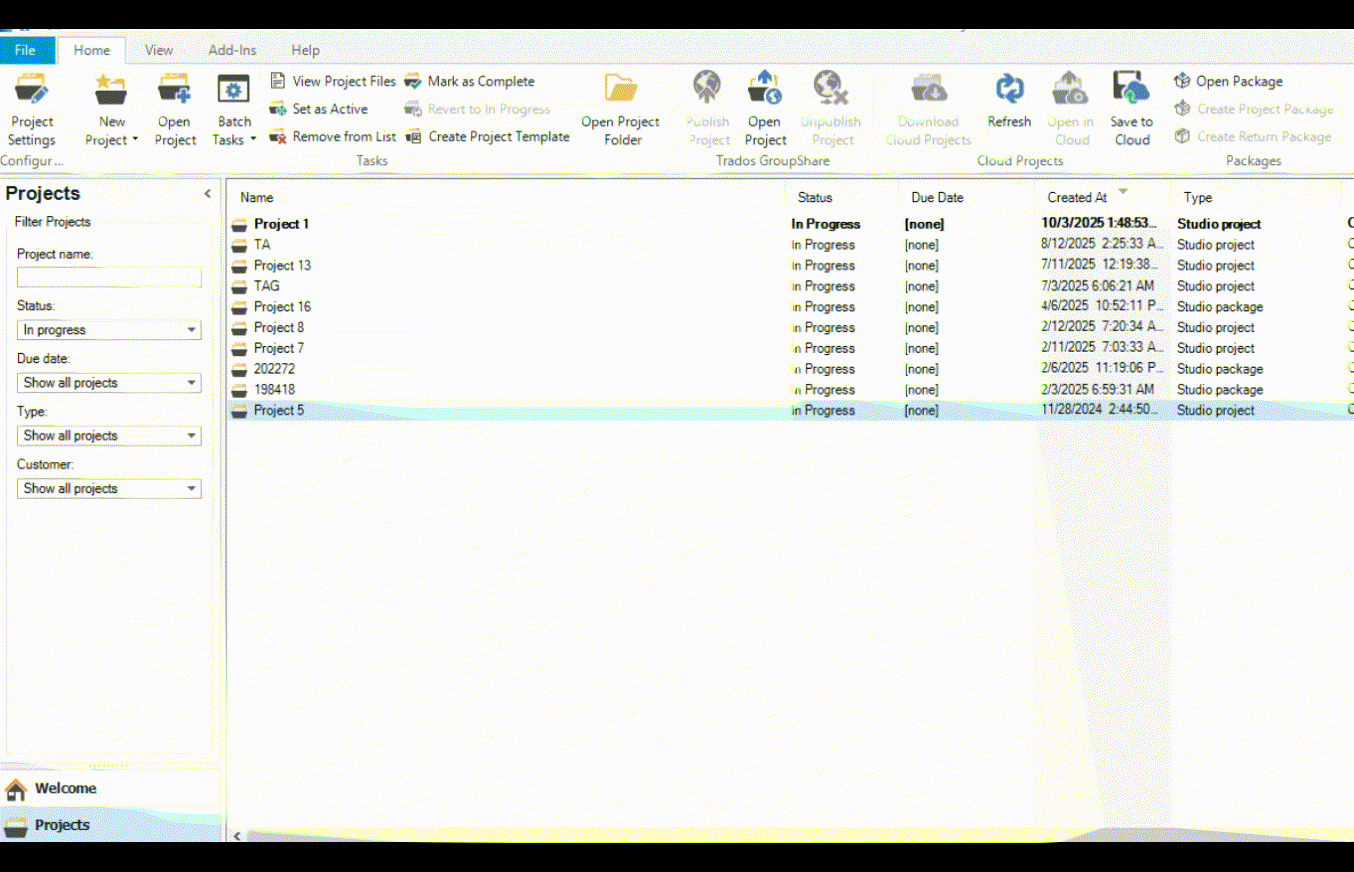 File Home View Add-Ins Help
Project Settings
New Project
Open Project
Batch Tasks
View Project Files
Set as Active
Remove from List
Mark as Complete
Revert to In Progress
Create Project Template
Open Project Folder
Publish Project
Open Project
Unpublish Project
Download Cloud Projects
Refresh
Open in Cloud
Save to Cloud
Open Package
Create Project Package
Create Return Package
Configur... Tasks Trados GroupShare Cloud Projects Packages
Projects
Filter Projects
Project name:
Status:
In progress
Due date:
Show all projects
Type:
Show all projects
Customer:
Show all projects
Welcome
Projects
Name Status Due Date Created At Type
Project 1 In Progress [none] 10/3/2025 1:48:53... Studio project
TA In Progress [none] 8/12/2025 2:25:33 A... Studio project
Project 13 In Progress [none] 7/11/2025 12:19:38... Studio project
TAG In Progress [none] 7/3/2025 6:06:21 AM Studio project
Project 16 In Progress [none] 4/6/2025 10:52:11 P... Studio package
Project 8 In Progress [none] 2/12/2025 7:20:34 A... Studio project
Project 7 In Progress [none] 2/11/2025 7:03:33 A... Studio project
202272 In Progress [none] 2/6/2025 11:19:06 P... Studio package
198418 In Progress [none] 2/3/2025 6:59:31 AM Studio package
Project 5 In Progress [none] 11/28/2024 2:44:50... Studio project